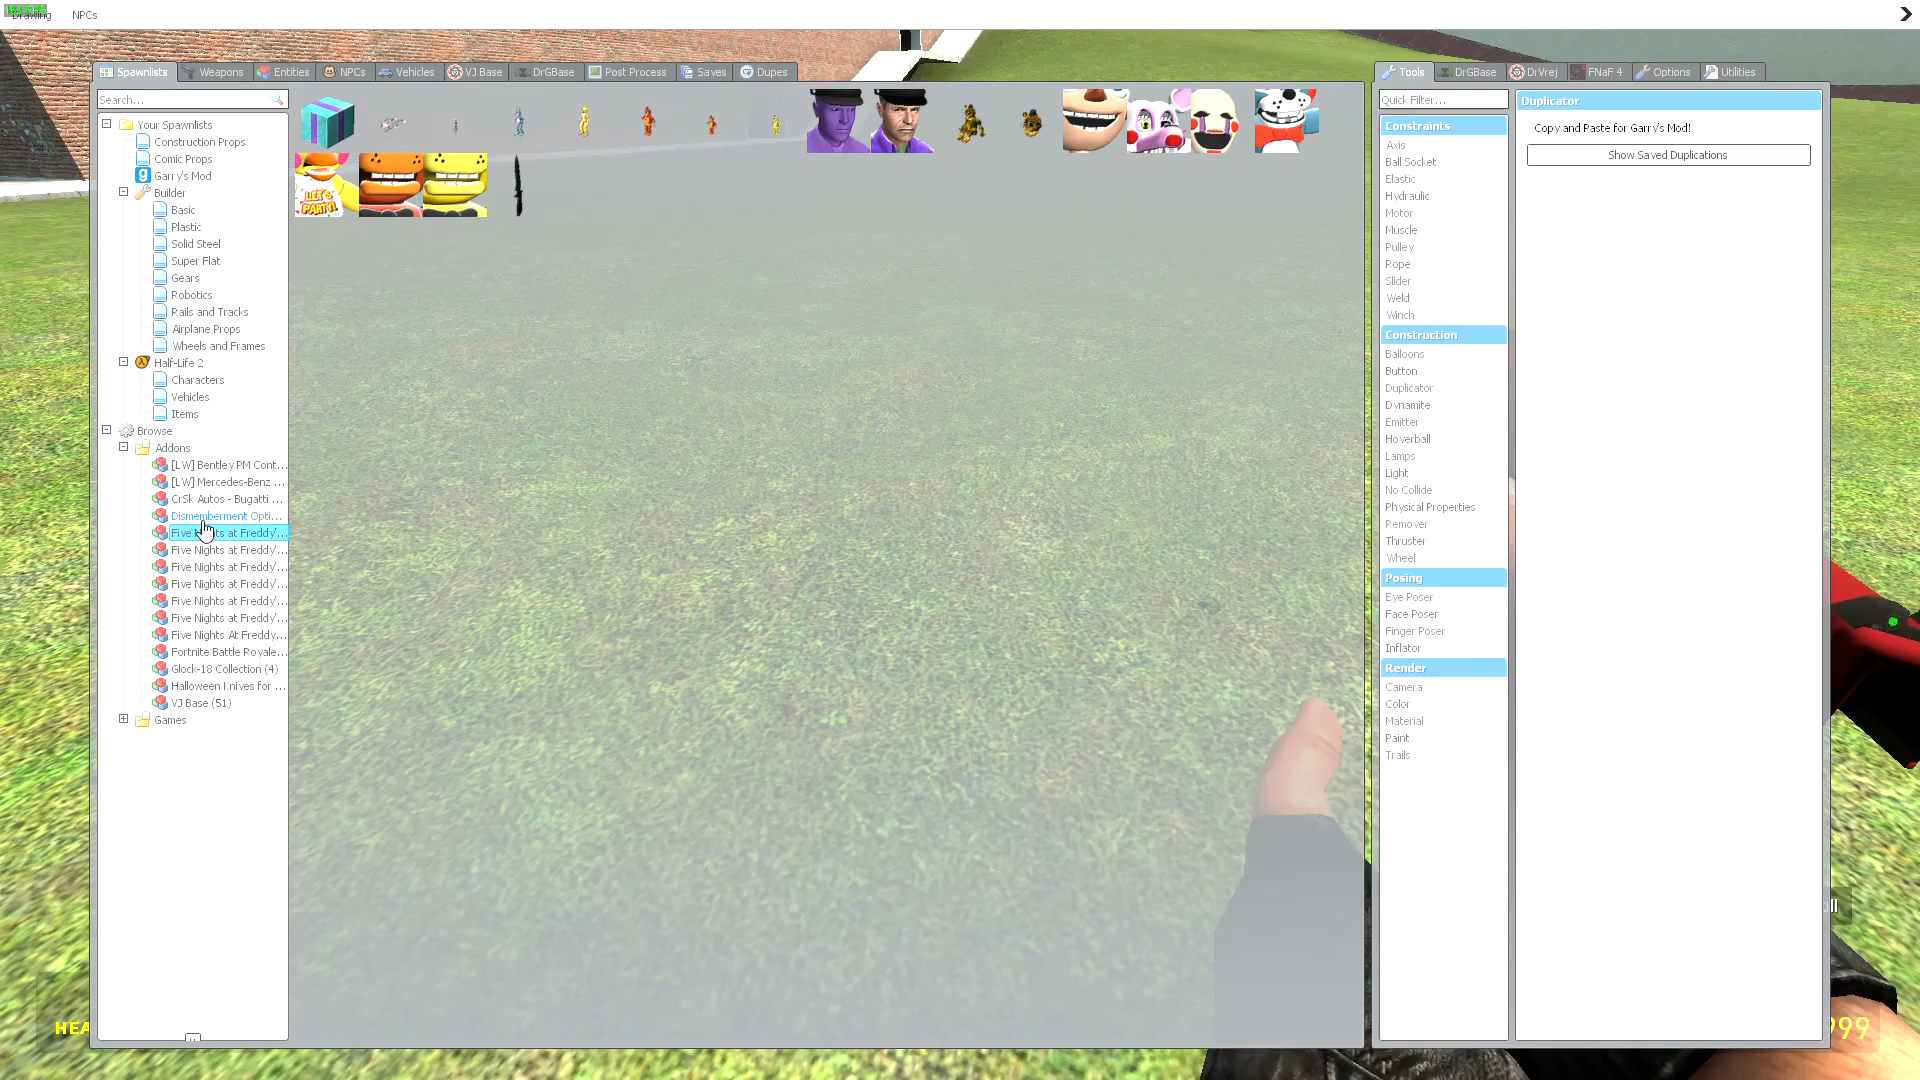 Drawing NPCs
Spawnlists Weapons Entities NPCs Vehicles VJ Base DrGBase Post Process Saves Dupes
Tools DrGBase DrVrej FNaF 4 Options Utilities
Search...
Your Spawnlists
Construction Props
Comic Props
Garry's Mod
Builder
Basic
Plastic
Solid Steel
Super Flat
Gears
Robotics
Rails and Tracks
Airplane Props
Wheels and Frames
Half-Life 2
Characters
Vehicles
Items
Browse
Addons
[LW] Bentley PM Cont...
[LW] Mercedes-Benz ...
CrSk Autos - Bugatti ...
Dismemberment Opti...
Five Nights at Freddy'...
Five Nights at Freddy'...
Five Nights at Freddy'...
Five Nights at Freddy'...
Five Nights at Freddy'...
Five Nights at Freddy'...
Five Nights At Freddy...
Fortnite Battle Royale...
Glock-18 Collection (4)
Halloween Knives for ...
VJ Base (51)
Games
LET'S
PARTY!
Quick Filter...
Constraints
Axis
Ball Socket
Elastic
Hydraulic
Motor
Muscle
Pulley
Rope
Slider
Weld
Winch
Construction
Balloons
Button
Duplicator
Dynamite
Emitter
Hoverball
Lamps
Light
No Collide
Physical Properties
Remover
Thruster
Wheel
Posing
Eye Poser
Face Poser
Finger Poser
Inflator
Render
Camera
Color
Material
Paint
Trails
Duplicator
Copy and Paste for Garry's Mod!
Show Saved Duplications
HEA
999